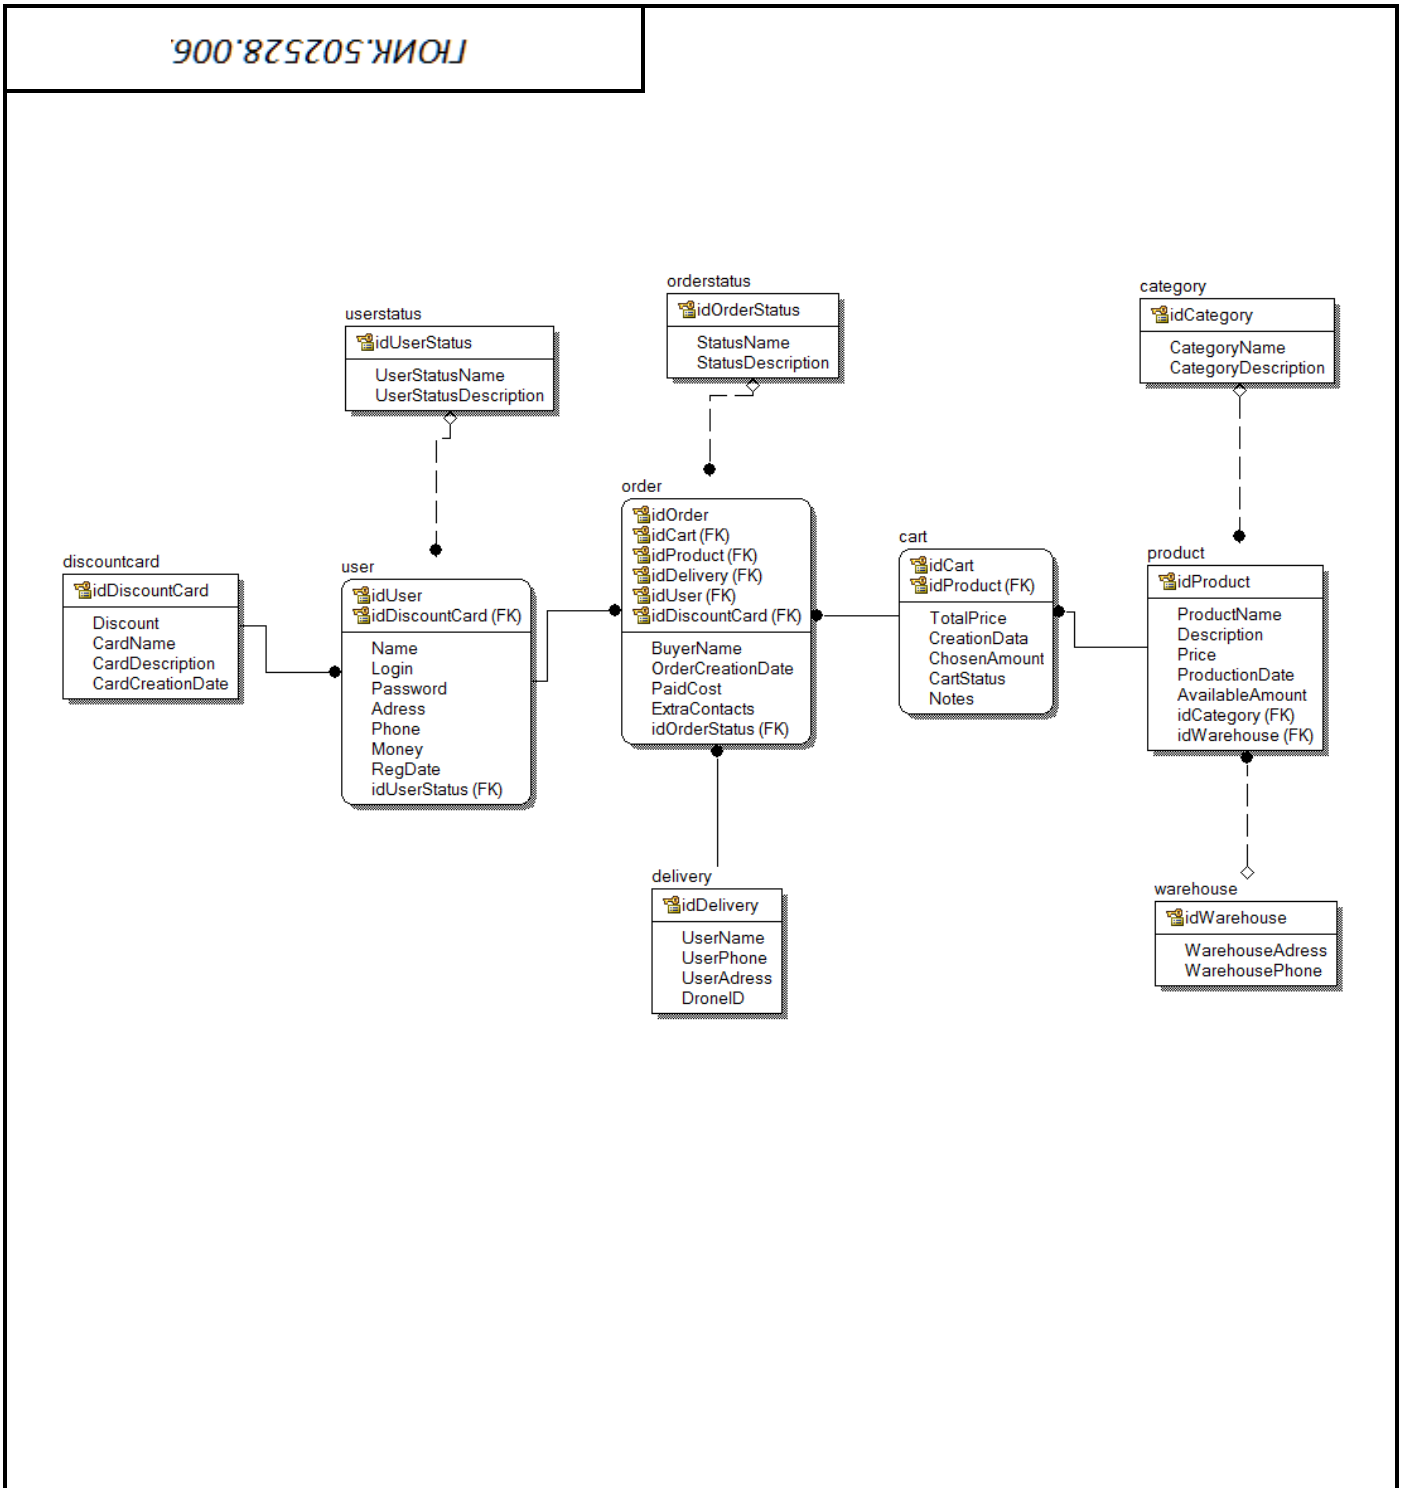 ГЮИК.502528.006.
orderstatus
idOrderStatus
StatusName
StatusDescription
category
idCategory
CategoryName
CategoryDescription
userstatus
idUserStatus
UserStatusName
UserStatusDescription
order
idOrder
idCart (FK)
idProduct (FK)
idDelivery (FK)
idUser (FK)
idDiscountCard (FK)
BuyerName
OrderCreationDate
PaidCost
ExtraContacts
idOrderStatus (FK)
cart
idCart
idProduct (FK)
TotalPrice
CreationData
ChosenAmount
CartStatus
Notes
product
idProduct
ProductName
Description
Price
ProductionDate
AvailableAmount
idCategory (FK)
idWarehouse (FK)
discountcard
idDiscountCard
Discount
CardName
CardDescription
CardCreationDate
user
idUser
idDiscountCard (FK)
Name
Login
Password
Adress
Phone
Money
RegDate
idUserStatus (FK)
delivery
idDelivery
UserName
UserPhone
UserAdress
DroneID
warehouse
idWarehouse
WarehouseAdress
WarehousePhone